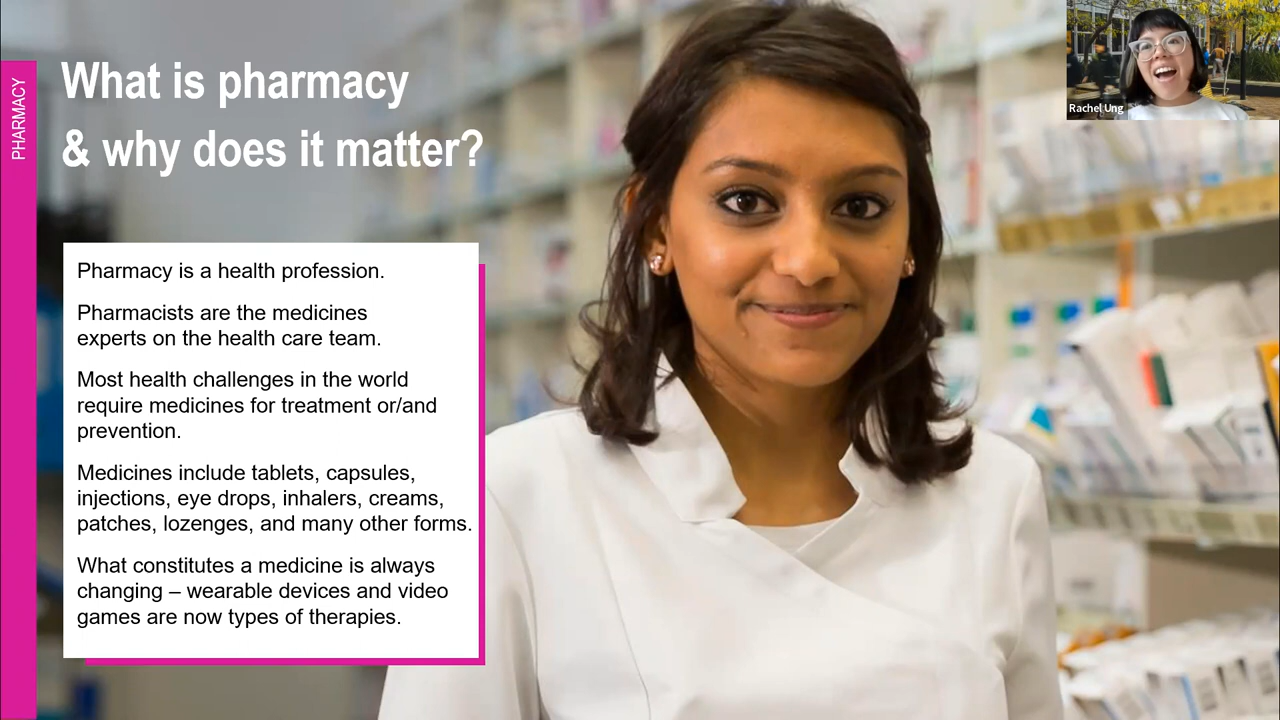 PHARMACY
What is pharmacy
& why does it matter?
Rachel Ung
Pharmacy is a health profession.
Pharmacists are the medicines
experts on the health care team.
Most health challenges in the world
require medicines for treatment or/and
prevention.
Medicines include tablets, capsules,
injections, eye drops, inhalers, creams,
patches, lozenges, and many other forms.
What constitutes a medicine is always
changing – wearable devices and video
games are now types of therapies.